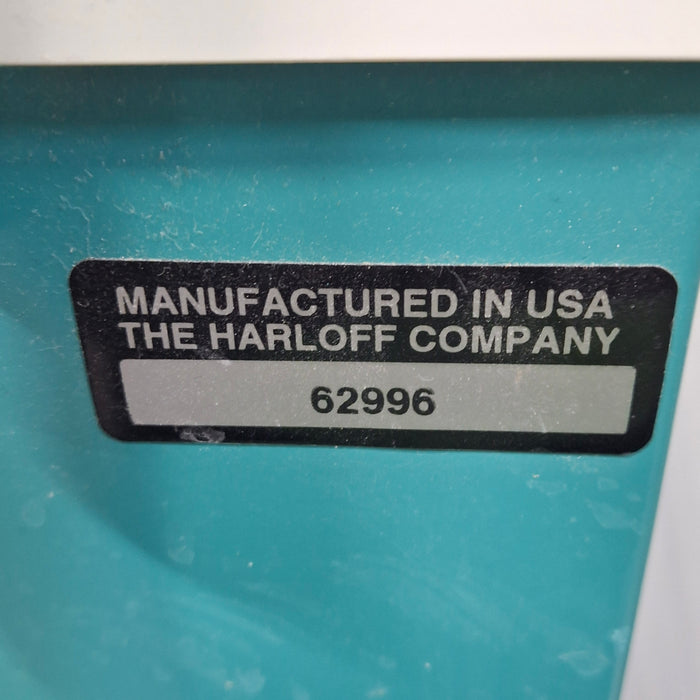 MANUFACTURED IN USA
THE HARLOFF COMPANY
62996